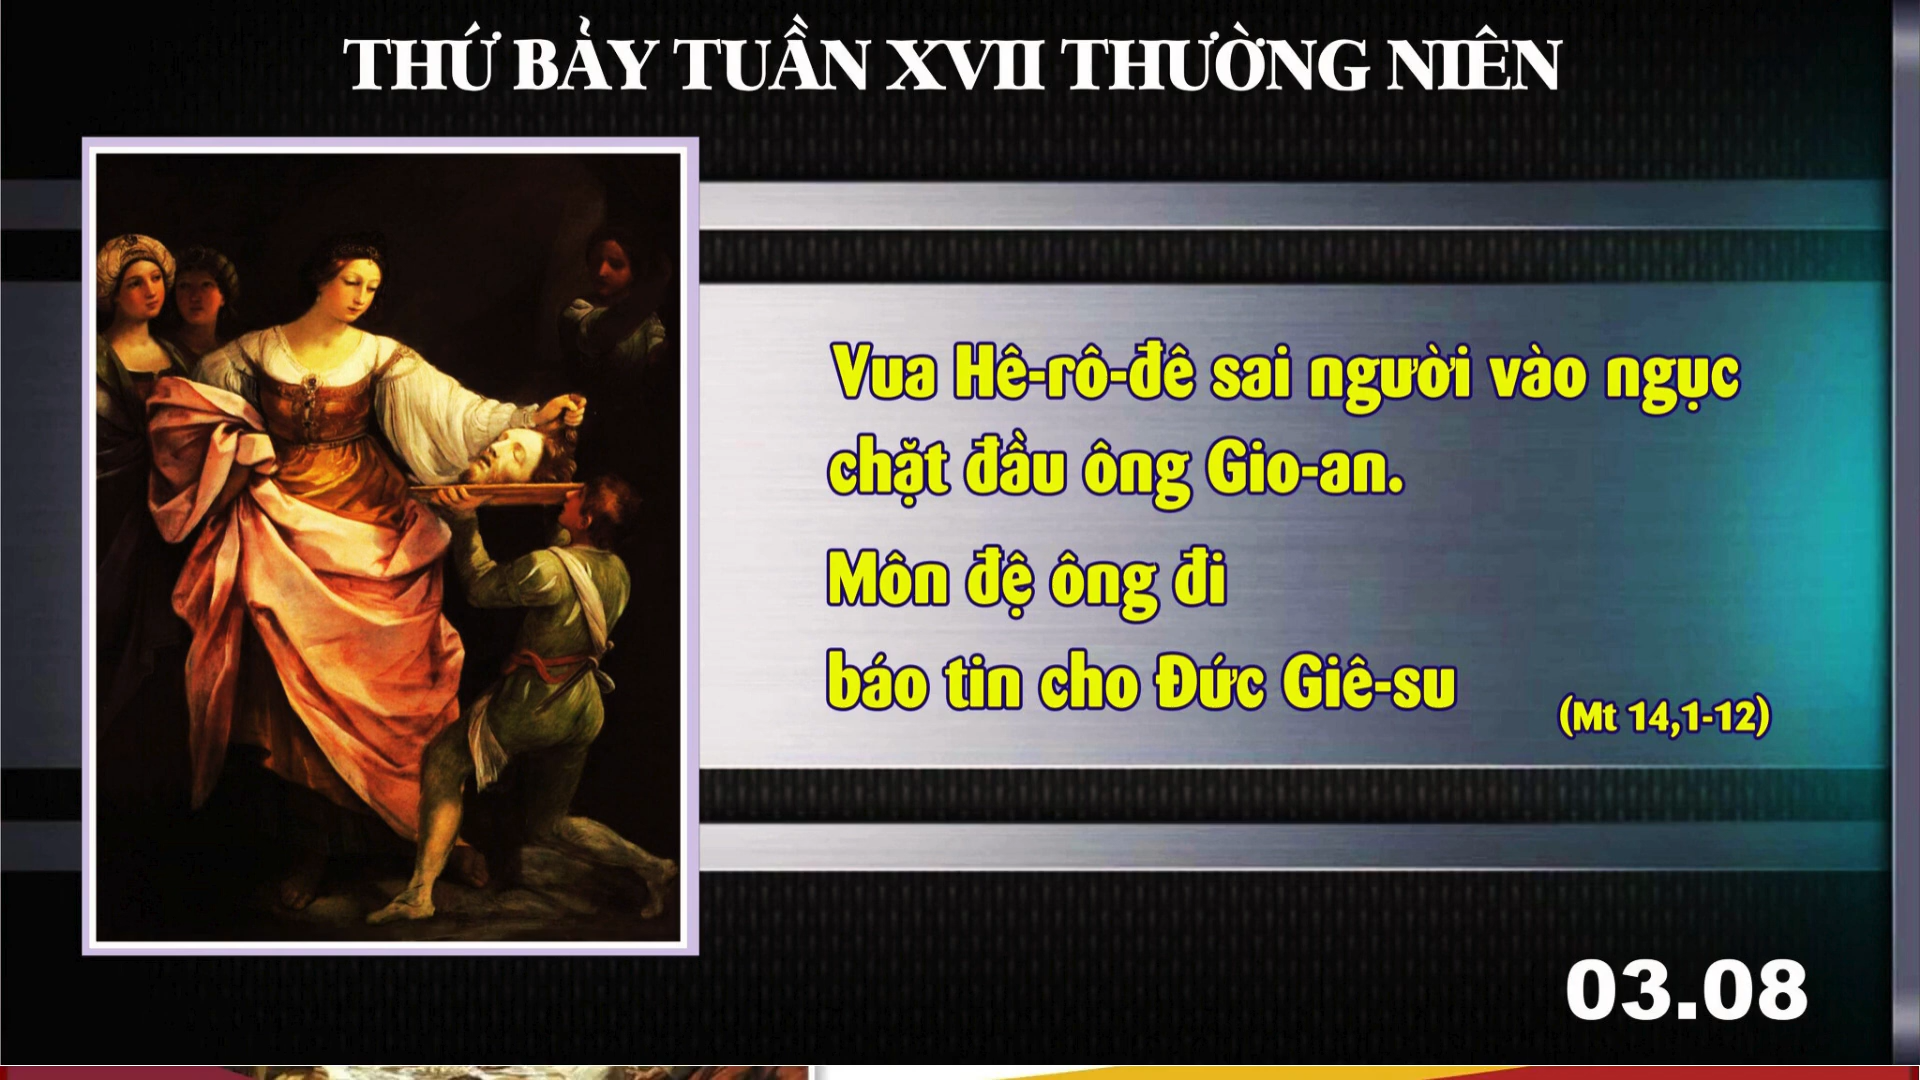 THỨ BẢY TUẦN XVII THƯỜNG NIÊN
Vua Hê-rô-đê sai người vào ngục
chặt đầu ông Gio-an.
Môn đệ ông đi
báo tin cho Đức Giê-su
(Mt 14,1-12)
03.08